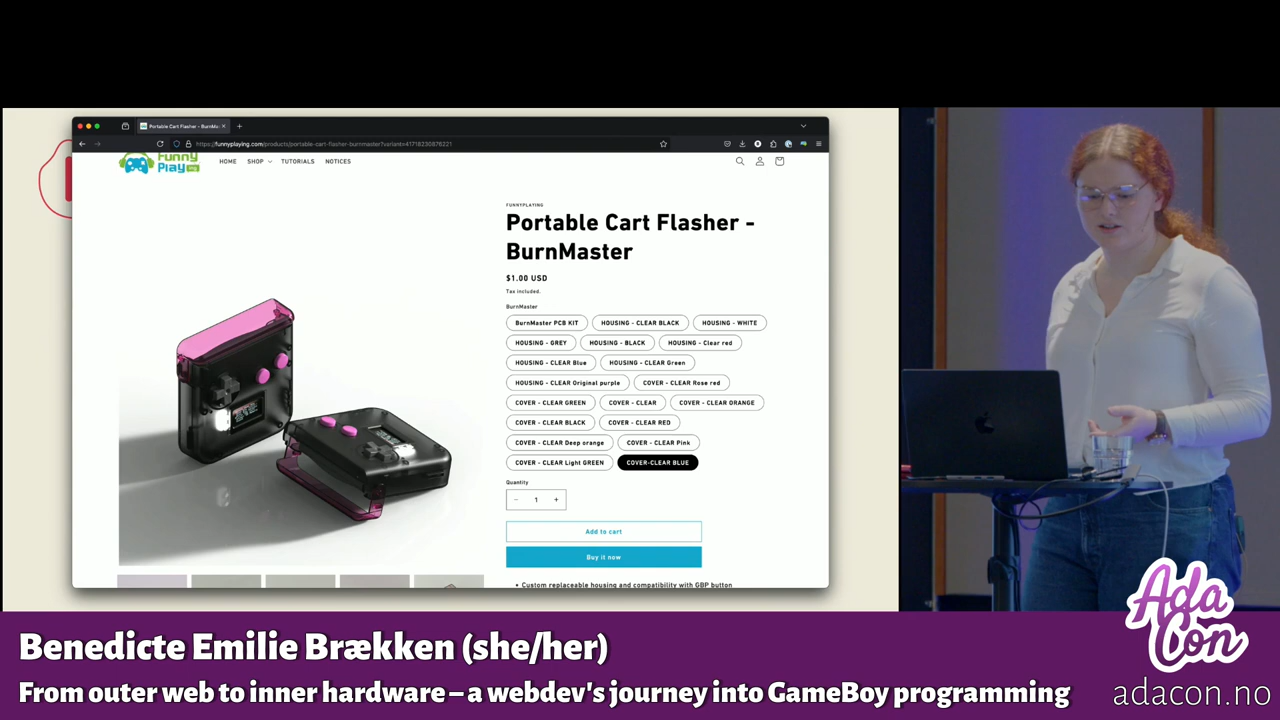 Portable Cart Flasher - BurnMa
https://funnyplaying.com/products/portable-cart-flasher-burnmaster?variant=41718230876221
Funny
Play ing
HOME
SHOP
TUTORIALS
NOTICES
FUNNYPLAYING
Portable Cart Flasher -
BurnMaster
$1.00 USD
Tax included.
BurnMaster
BurnMaster PCB KIT
HOUSING - CLEAR BLACK
HOUSING - WHITE
HOUSING - GREY
HOUSING - BLACK
HOUSING - Clear red
HOUSING - CLEAR Blue
HOUSING - CLEAR Green
HOUSING - CLEAR Original purple
COVER - CLEAR Rose red
COVER - CLEAR GREEN
COVER - CLEAR
COVER - CLEAR ORANGE
COVER - CLEAR BLACK
COVER - CLEAR RED
COVER - CLEAR Deep orange
COVER - CLEAR Pink
COVER - CLEAR Light GREEN
COVER-CLEAR BLUE
Quantity
− 1 +
Add to cart
Buy it now
• Custom replaceable housing and compatibility with GBP button
Ada
Con
Benedicte Emilie Brækken (she/her)
From outer web to inner hardware – a webdev's journey into GameBoy programming
adacon.no